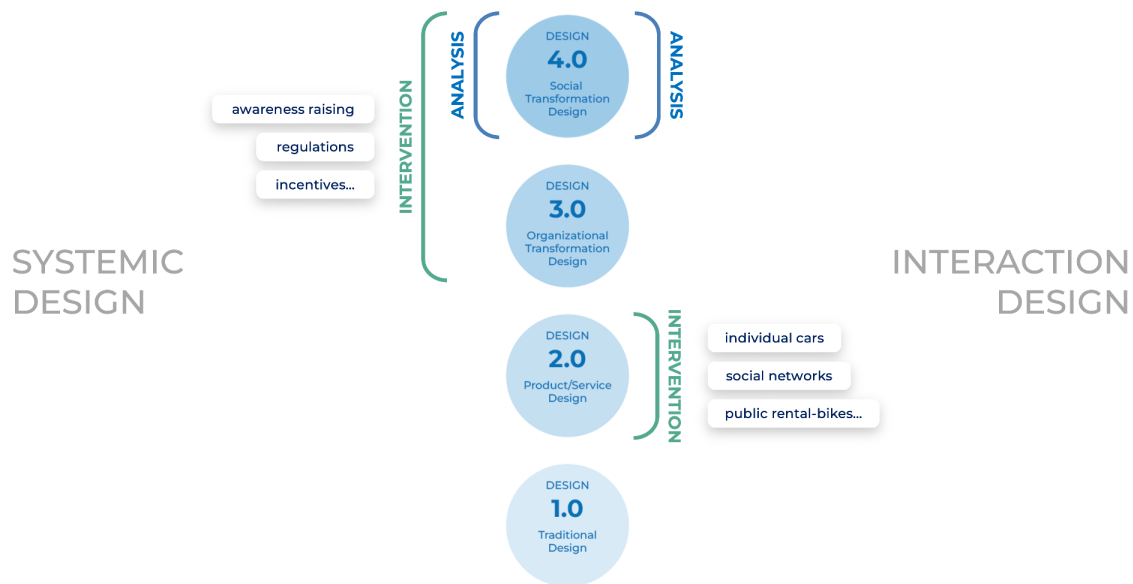 SYSTEMIC
DESIGN
awareness raising
regulations
incentives...
INTERVENTION
ANALYSIS
DESIGN
4.0
Social
Transformation
Design
ANALYSIS
DESIGN
3.0
Organizational
Transformation
Design
DESIGN
2.0
Product/Service
Design
INTERVENTION
individual cars
social networks
public rental-bikes...
DESIGN
1.0
Traditional
Design
INTERACTION
DESIGN